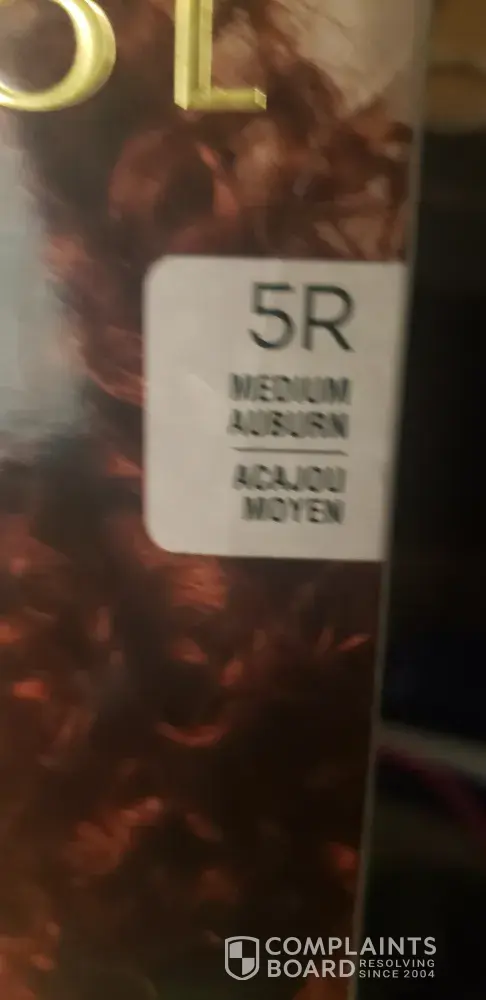 OL
5R
MEDIUM
AUBURN
ACAJOU
MOYEN
COMPLAINTS
BOARD RESOLVING
SINCE 2004